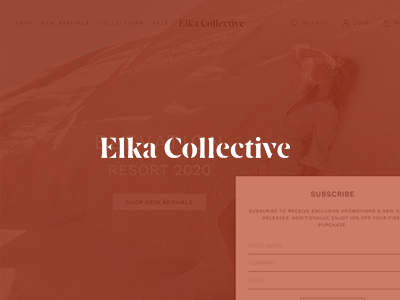 SHOP NEW ARRIVALS COLLECTIONS SALE Elka Collective SEARCH
Elka Collective
RESORT 2020
SHOP NEW ARRIVALS
SUBSCRIBE
SUBSCRIBE TO RECEIVE EXCLUSIVE PROMOTIONS & NEW
RELEASES. ADDITIONALLY, ENJOY 10% OFF YOUR FIRST
PURCHASE.
FIRST NAME
SURNAME
EMAIL